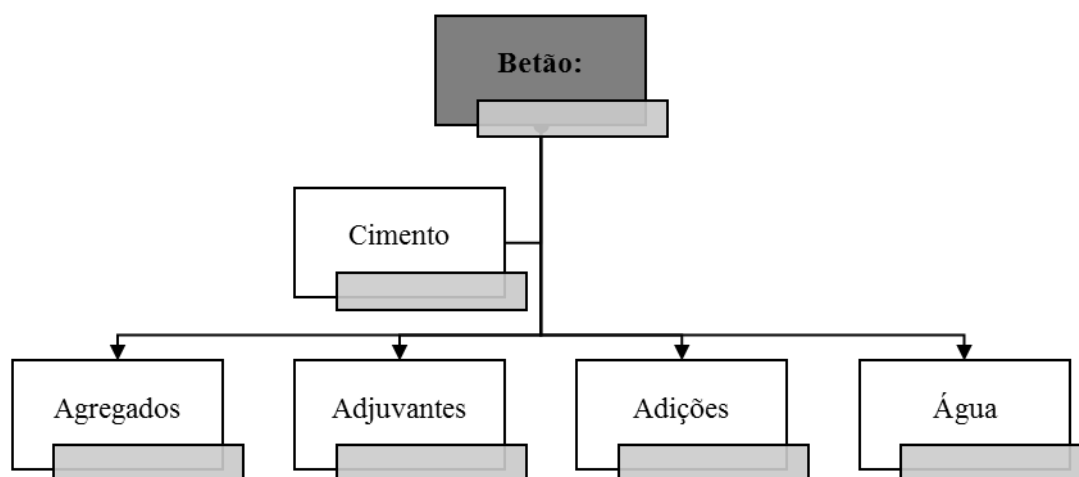 Betão:
Cimento
Agregados
Adjuvantes
Adições
Água